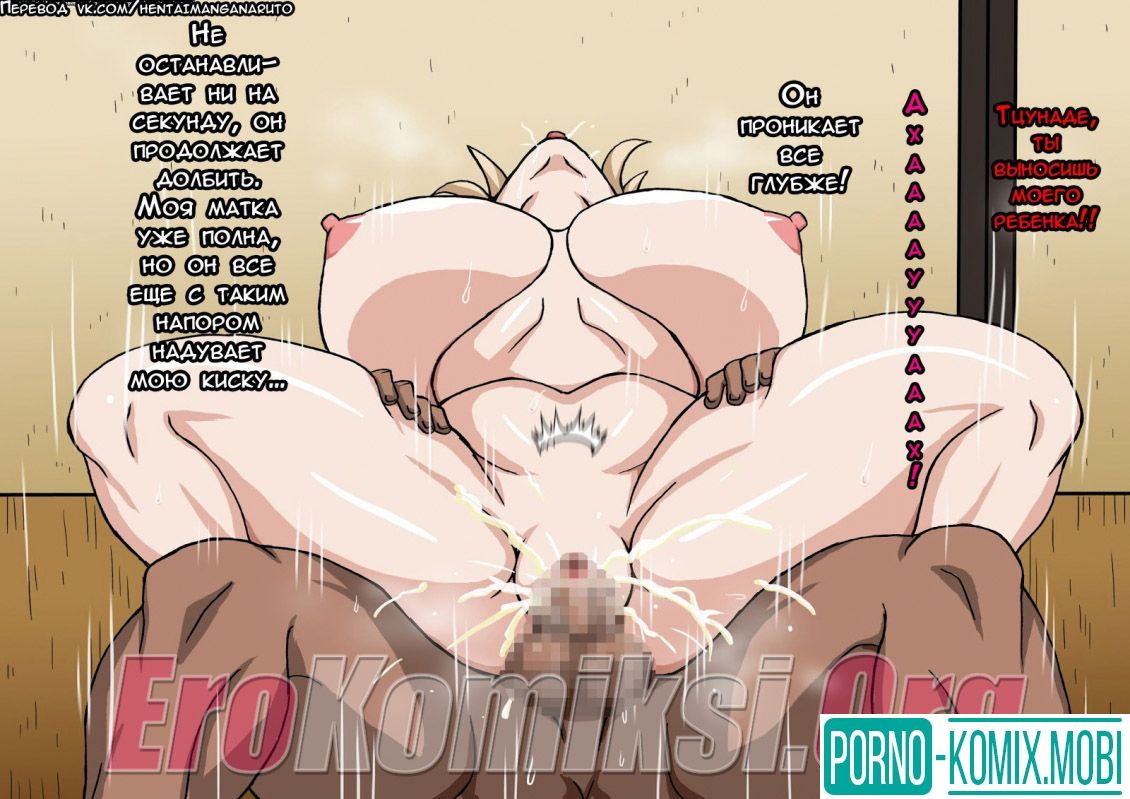 Перевод vk.com/hentaimanganaruto
Не
останавли-
вает ни на
секунду, он
продолжает
долбить.
Моя матка
уже полна,
но он все
еще с таким
напором
надувает
мою киску...
Он
проникает
все
глубже!
Ахааааууууааах!
Тцунаде,
ты
выносишь
моего
ребенка!!
EroKomiksi.Org
PORNO-KOMIX.MOBI